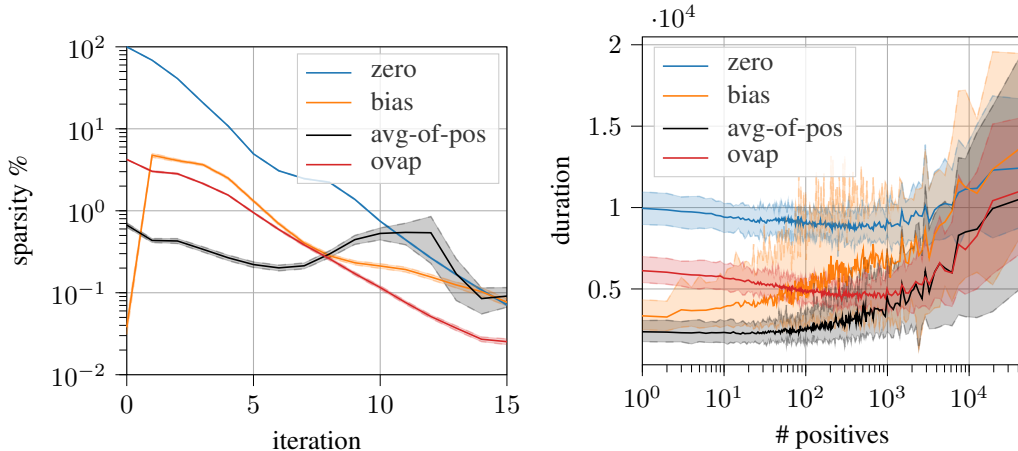 10^2
10^1
10^0
10^{-1}
10^{-2}
sparsity %
zero
bias
avg-of-pos
ovap
0
5
10
15
iteration
·10^4
2
1.5
1
0.5
duration
zero
bias
avg-of-pos
ovap
10^0
10^1
10^2
10^3
10^4
# positives